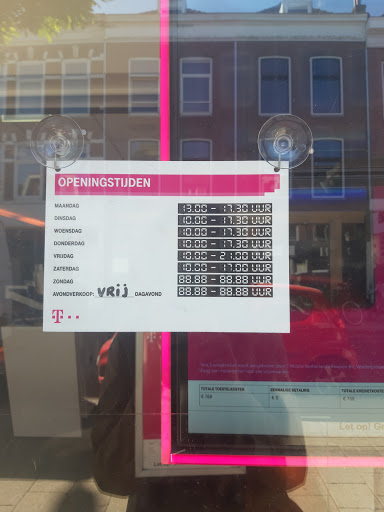 OPENINGSTIJDEN
MAANDAG 13.00 - 17.30 UUR
DINSDAG 10.00 - 17.30 UUR
WOENSDAG 10.00 - 17.30 UUR
DONDERDAG 10.00 - 17.30 UUR
VRIJDAG 10.00 - 21.00 UUR
ZATERDAG 10.00 - 17.00 UUR
ZONDAG 88.88 - 88.88 UUR
AVONDVERKOOP: vrij DAGAVOND 88.88 - 88.88 UUR
T
Let op! G